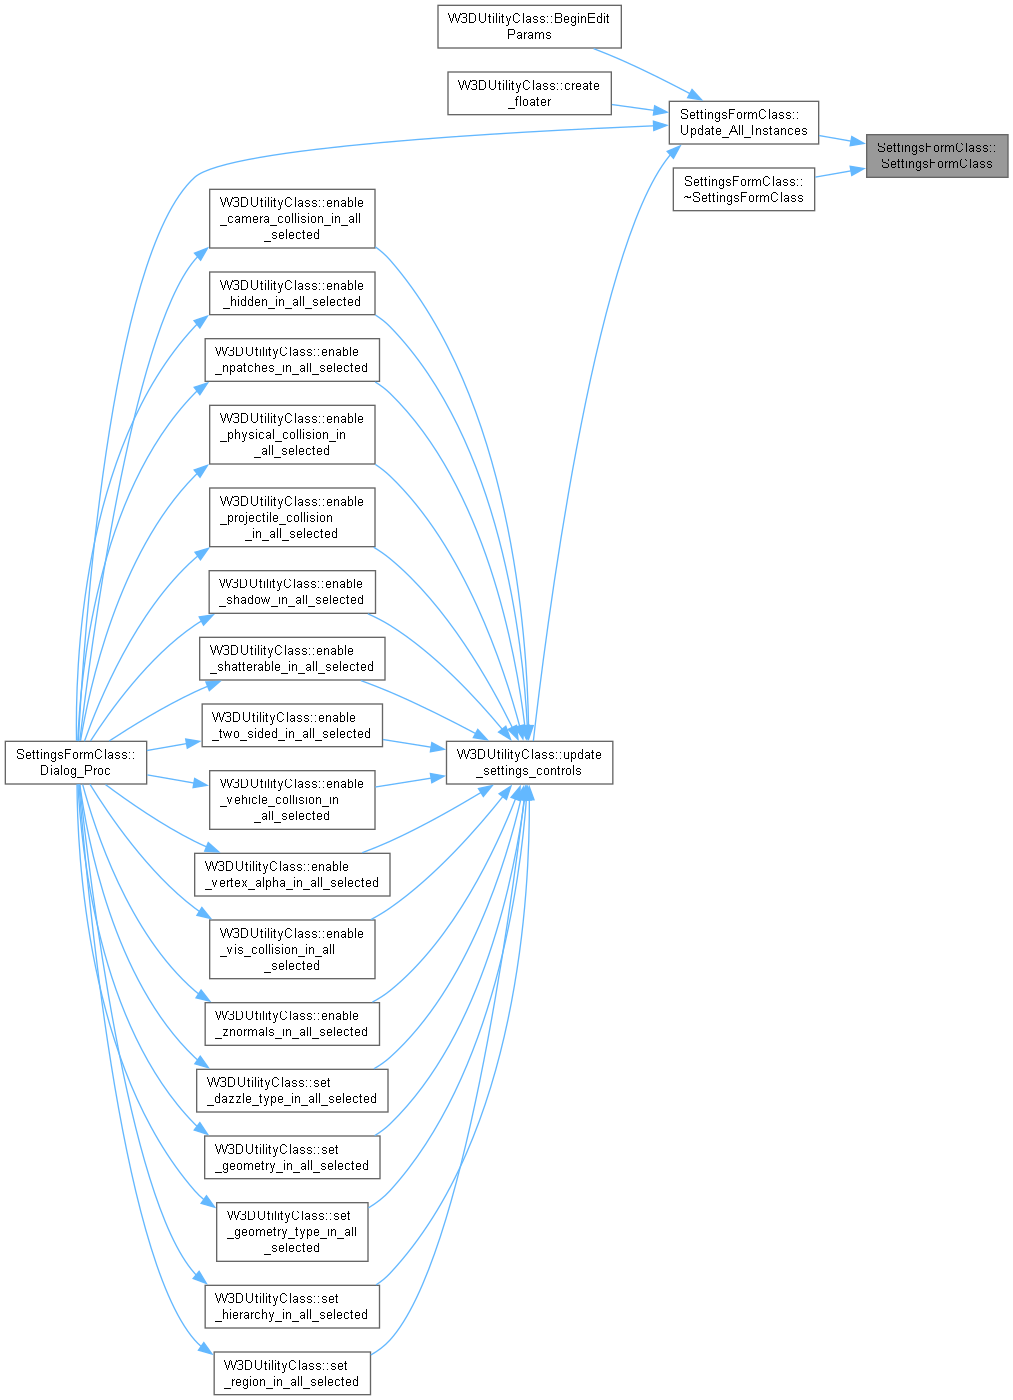 W3DUtilityClass::BeginEdit
Params
W3DUtilityClass::create
_floater
SettingsFormClass::
Update_All_Instances
SettingsFormClass::
SettingsFormClass
SettingsFormClass::
~SettingsFormClass
W3DUtilityClass::enable
_camera_collision_in_all
_selected
W3DUtilityClass::enable
_hidden_in_all_selected
W3DUtilityClass::enable
_npatches_in_all_selected
W3DUtilityClass::enable
_physical_collision_in
_all_selected
W3DUtilityClass::enable
_projectile_collision
_in_all_selected
W3DUtilityClass::enable
_shadow_in_all_selected
W3DUtilityClass::enable
_shatterable_in_all_selected
W3DUtilityClass::enable
_two_sided_in_all_selected
SettingsFormClass::
Dialog_Proc
W3DUtilityClass::update
_settings_controls
W3DUtilityClass::enable
_vehicle_collision_in
_all_selected
W3DUtilityClass::enable
_vertex_alpha_in_all_selected
W3DUtilityClass::enable
_vis_collision_in_all
_selected
W3DUtilityClass::enable
_znormals_in_all_selected
W3DUtilityClass::set
_dazzle_type_in_all_selected
W3DUtilityClass::set
_geometry_in_all_selected
W3DUtilityClass::set
_geometry_type_in_all
_selected
W3DUtilityClass::set
_hierarchy_in_all_selected
W3DUtilityClass::set
_region_in_all_selected